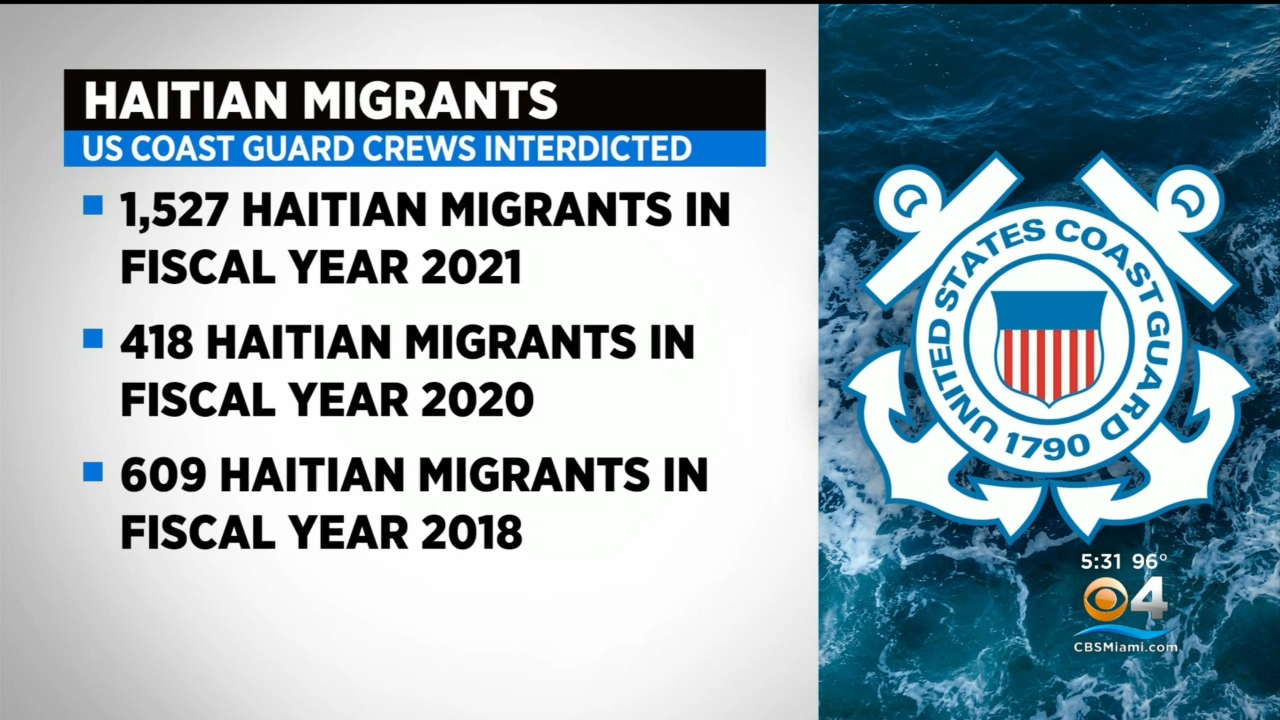 HAITIAN MIGRANTS
US COAST GUARD CREWS INTERDICTED
1,527 HAITIAN MIGRANTS IN
FISCAL YEAR 2021
418 HAITIAN MIGRANTS IN
FISCAL YEAR 2020
609 HAITIAN MIGRANTS IN
FISCAL YEAR 2018
UNITED STATES COAST GUARD
1790
5:31 96°
4
CBSMiami.com